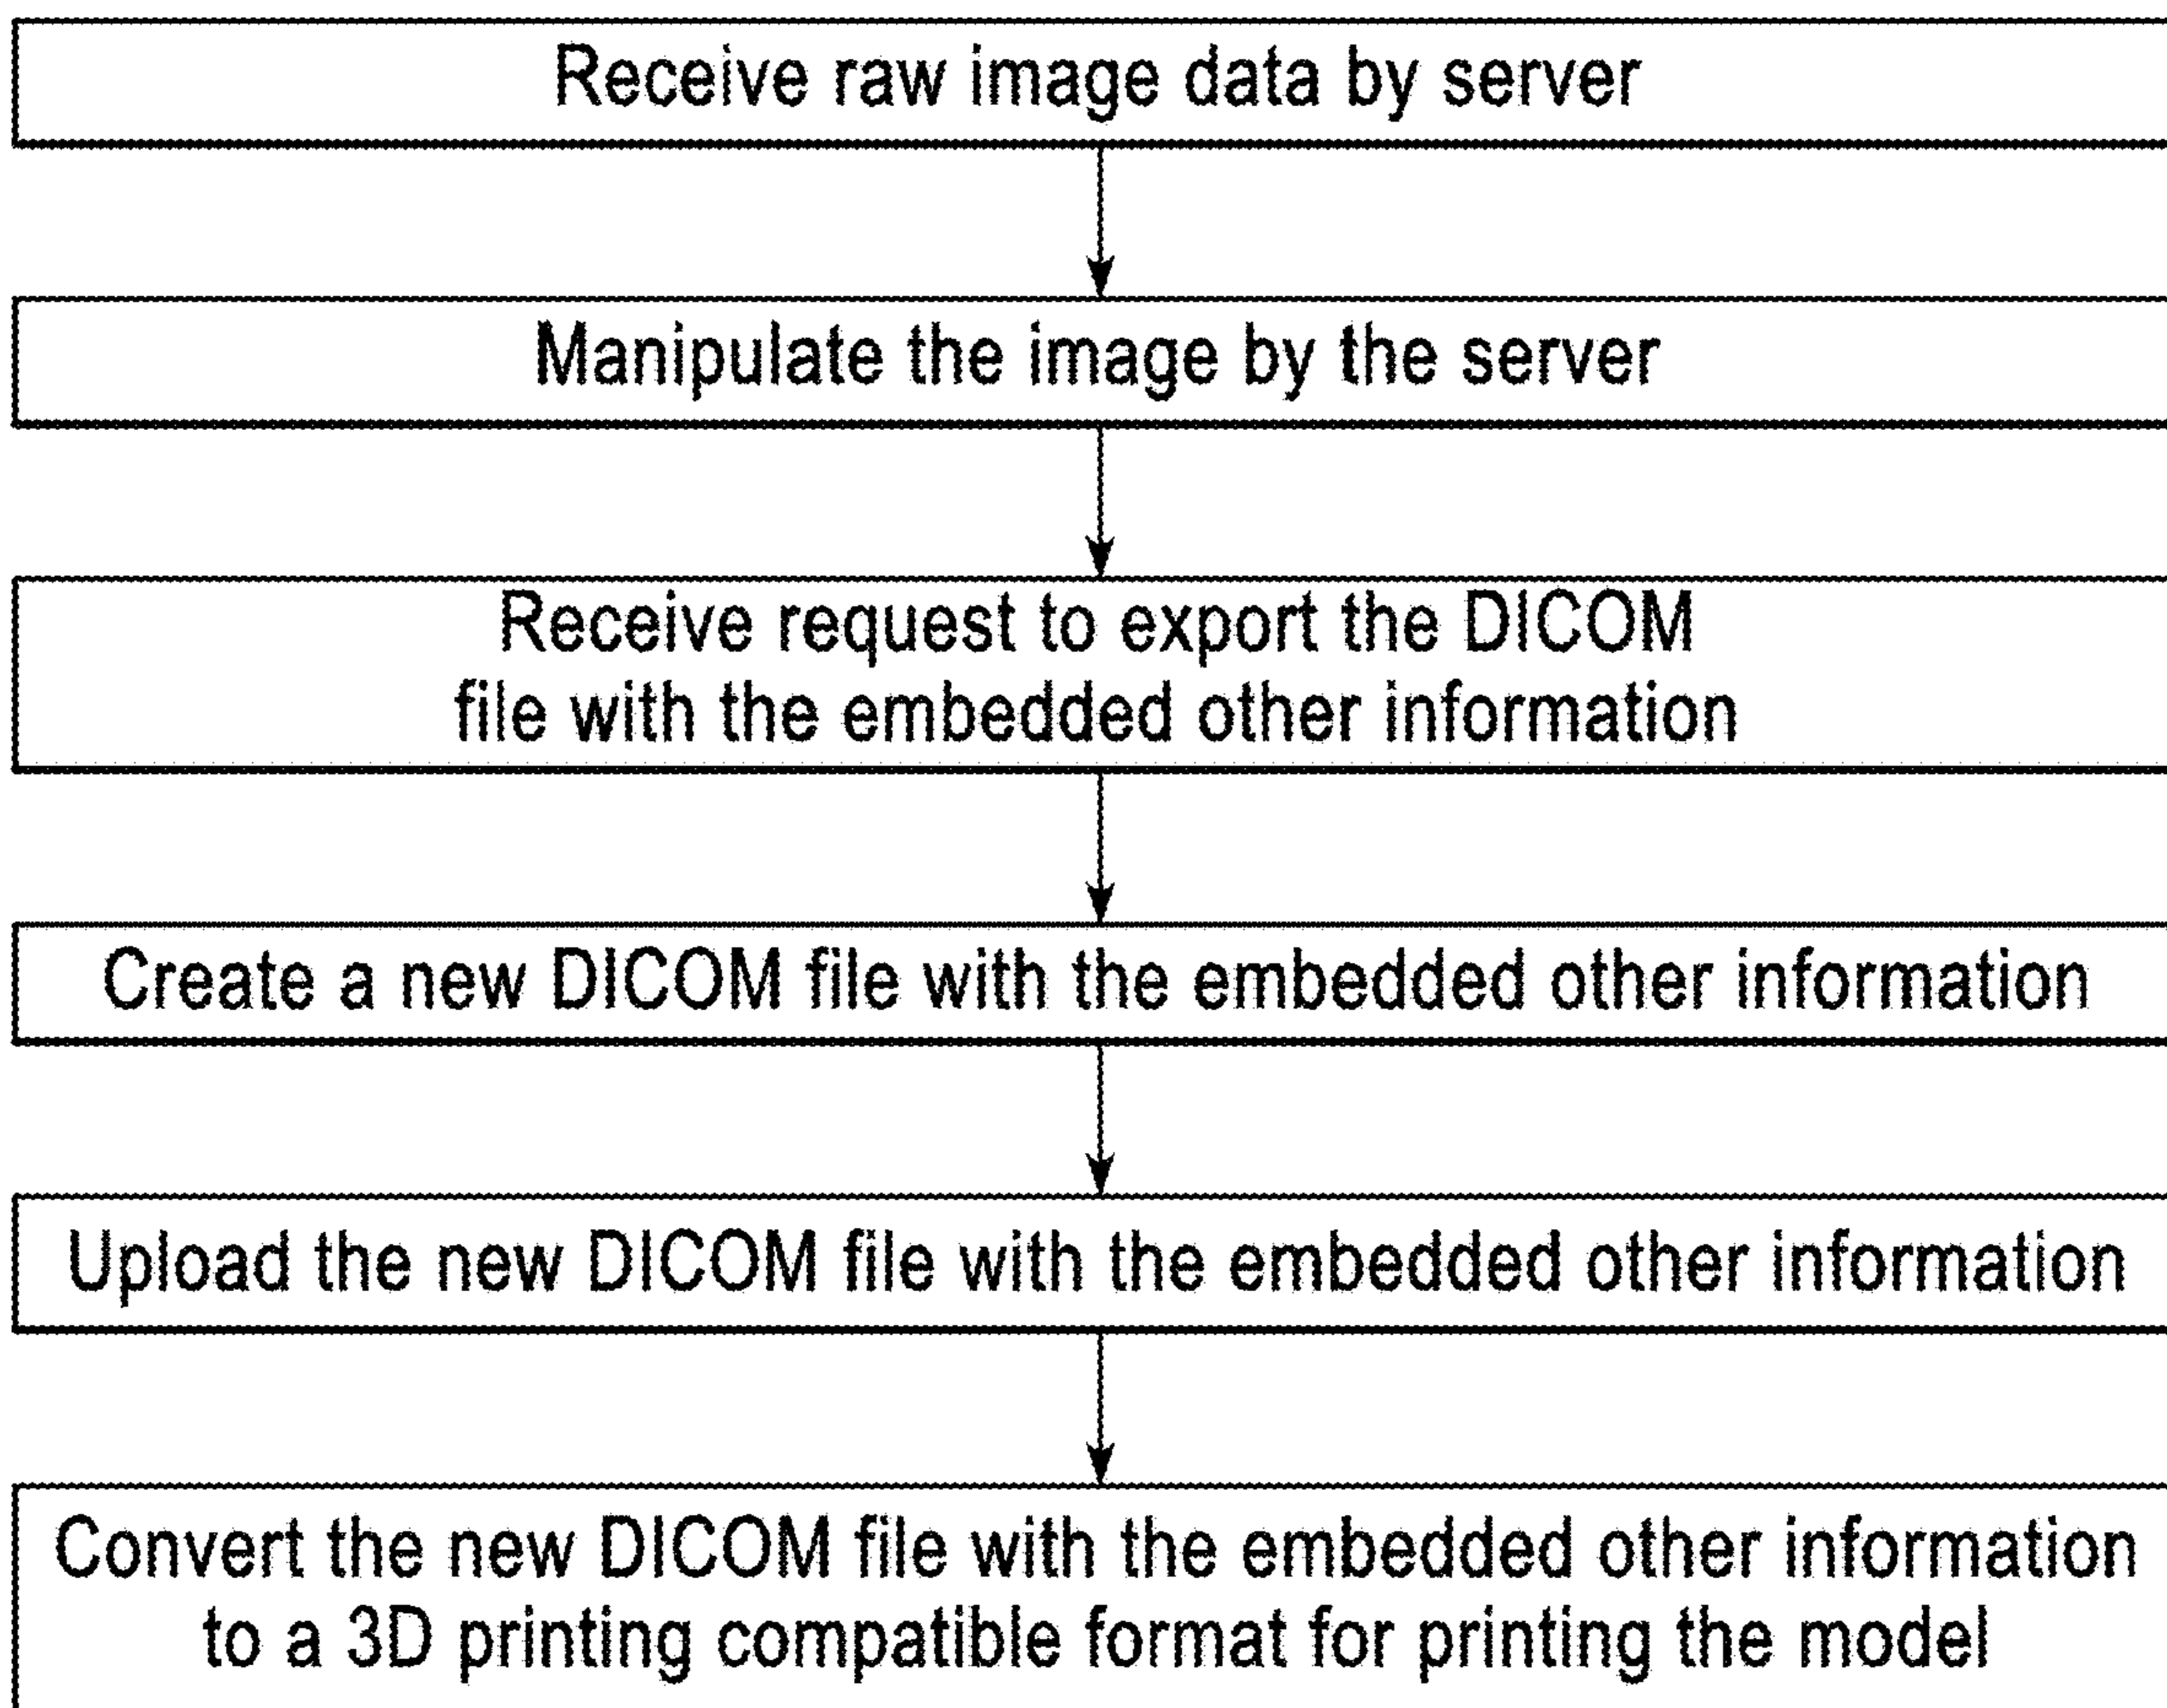 Receive raw image data by server
Manipulate the image by the server
Receive request to export the DICOM
file with the embedded other information
Create a new DICOM file with the embedded other information
Upload the new DICOM file with the embedded other information
Convert the new DICOM file with the embedded other information
to a 3D printing compatible format for printing the model